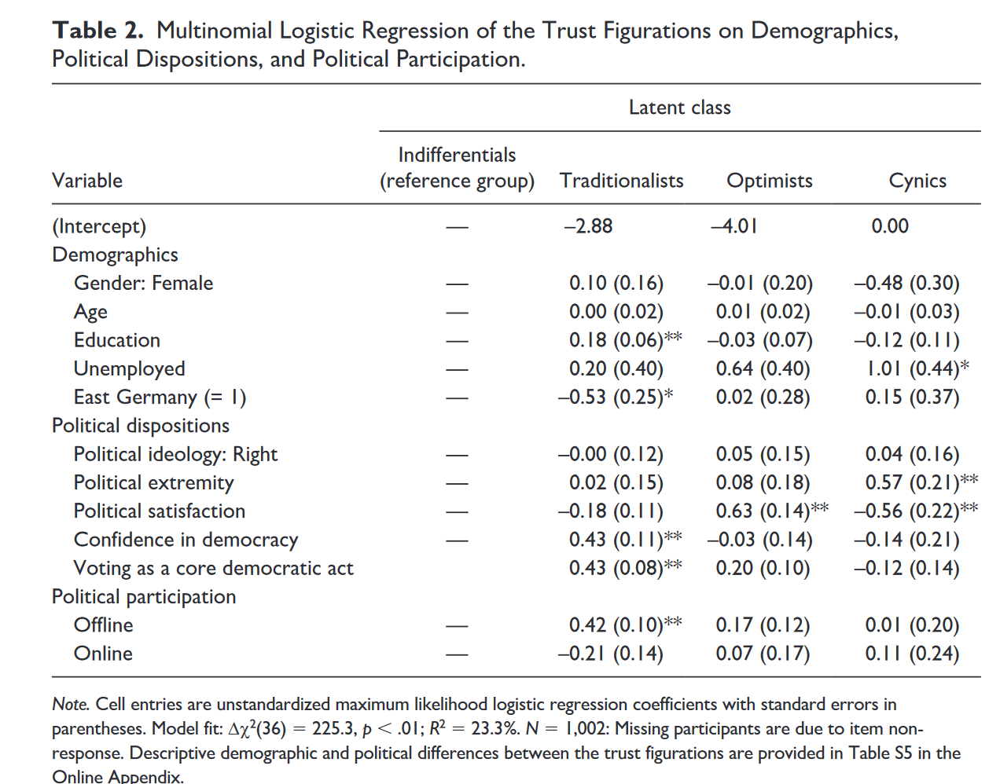 Table 2. Multinomial Logistic Regression of the Trust Figurations on Demographics,
Political Dispositions, and Political Participation.
Latent class
Indifferentials
Variable (reference group) Traditionalists Optimists Cynics
(Intercept) — –2.88 –4.01 0.00
Demographics
Gender: Female — 0.10 (0.16) –0.01 (0.20) –0.48 (0.30)
Age — 0.00 (0.02) 0.01 (0.02) –0.01 (0.03)
Education — 0.18 (0.06)** –0.03 (0.07) –0.12 (0.11)
Unemployed — 0.20 (0.40) 0.64 (0.40) 1.01 (0.44)*
East Germany (= 1) — –0.53 (0.25)* 0.02 (0.28) 0.15 (0.37)
Political dispositions
Political ideology: Right — –0.00 (0.12) 0.05 (0.15) 0.04 (0.16)
Political extremity — 0.02 (0.15) 0.08 (0.18) 0.57 (0.21)**
Political satisfaction — –0.18 (0.11) 0.63 (0.14)** –0.56 (0.22)**
Confidence in democracy — 0.43 (0.11)** –0.03 (0.14) –0.14 (0.21)
Voting as a core democratic act 0.43 (0.08)** 0.20 (0.10) –0.12 (0.14)
Political participation
Offline — 0.42 (0.10)** 0.17 (0.12) 0.01 (0.20)
Online — –0.21 (0.14) 0.07 (0.17) 0.11 (0.24)
Note. Cell entries are unstandardized maximum likelihood logistic regression coefficients with standard errors in
parentheses. Model fit: Δχ²(36) = 225.3, p < .01; R² = 23.3%. N = 1,002: Missing participants are due to item non-
response. Descriptive demographic and political differences between the trust figurations are provided in Table S5 in the
Online Appendix.